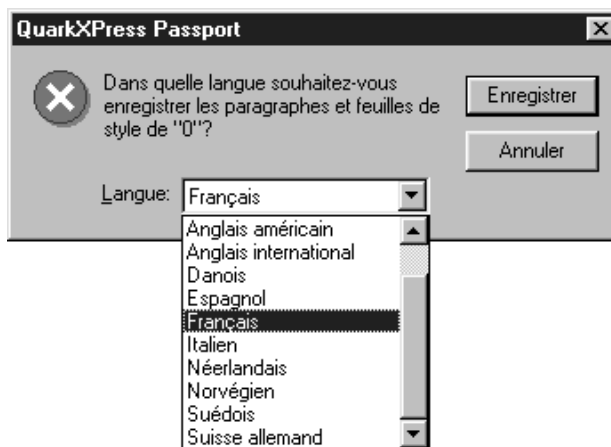 QuarkXPress Passport
Dans quelle langue souhaitez-vous
enregistrer les paragraphes et feuilles de
style de "0"?
Enregistrer
Annuler
Langue: Français
Anglais américain
Anglais international
Danois
Espagnol
Français
Italien
Néerlandais
Norvégien
Suédois
Suisse allemand